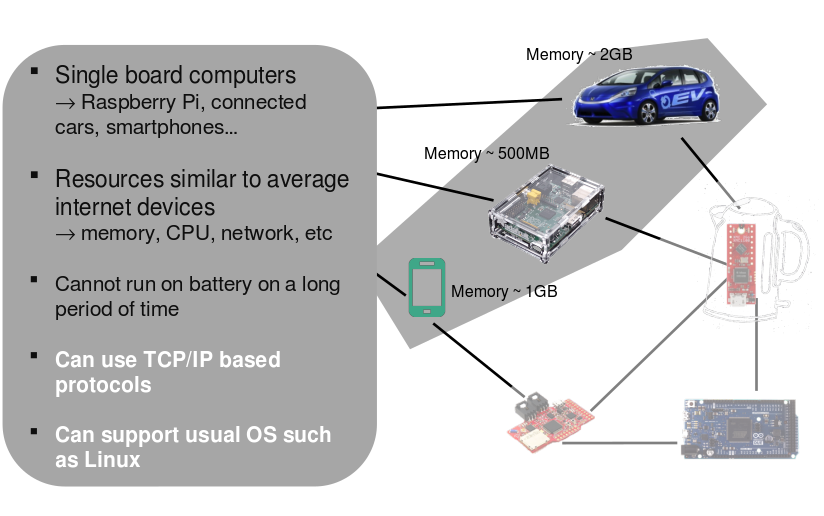 ▪ Single board computers
→ Raspberry Pi, connected
cars, smartphones...
▪ Resources similar to average
internet devices
→ memory, CPU, network, etc
▪ Cannot run on battery on a long
period of time
▪ Can use TCP/IP based
protocols
▪ Can support usual OS such
as Linux
Memory ~ 2GB
EV
Memory ~ 500MB
Memory ~ 1GB